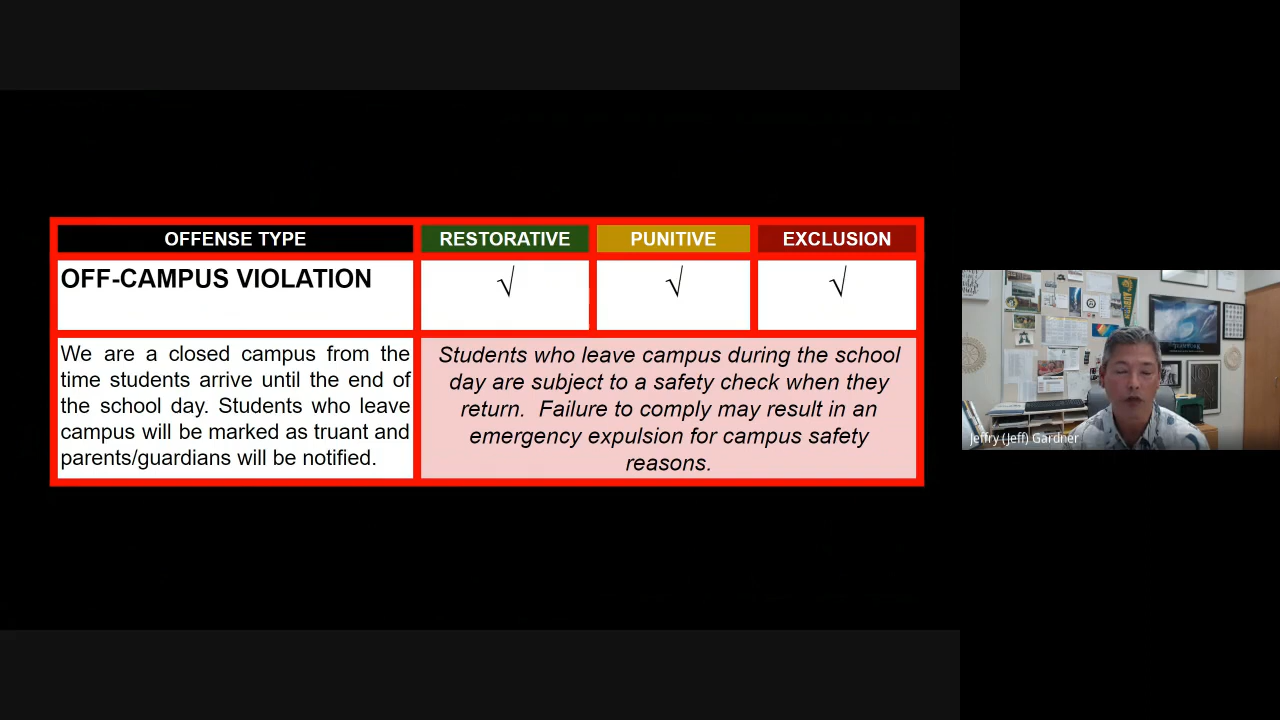 OFFENSE TYPE RESTORATIVE PUNITIVE EXCLUSION
OFF-CAMPUS VIOLATION √ √ √
We are a closed campus from the
time students arrive until the end of
the school day. Students who leave
campus will be marked as truant and
parents/guardians will be notified.
Students who leave campus during the school
day are subject to a safety check when they
return. Failure to comply may result in an
emergency expulsion for campus safety
reasons.
Jeffry (Jeff) Gardner
AUBURN